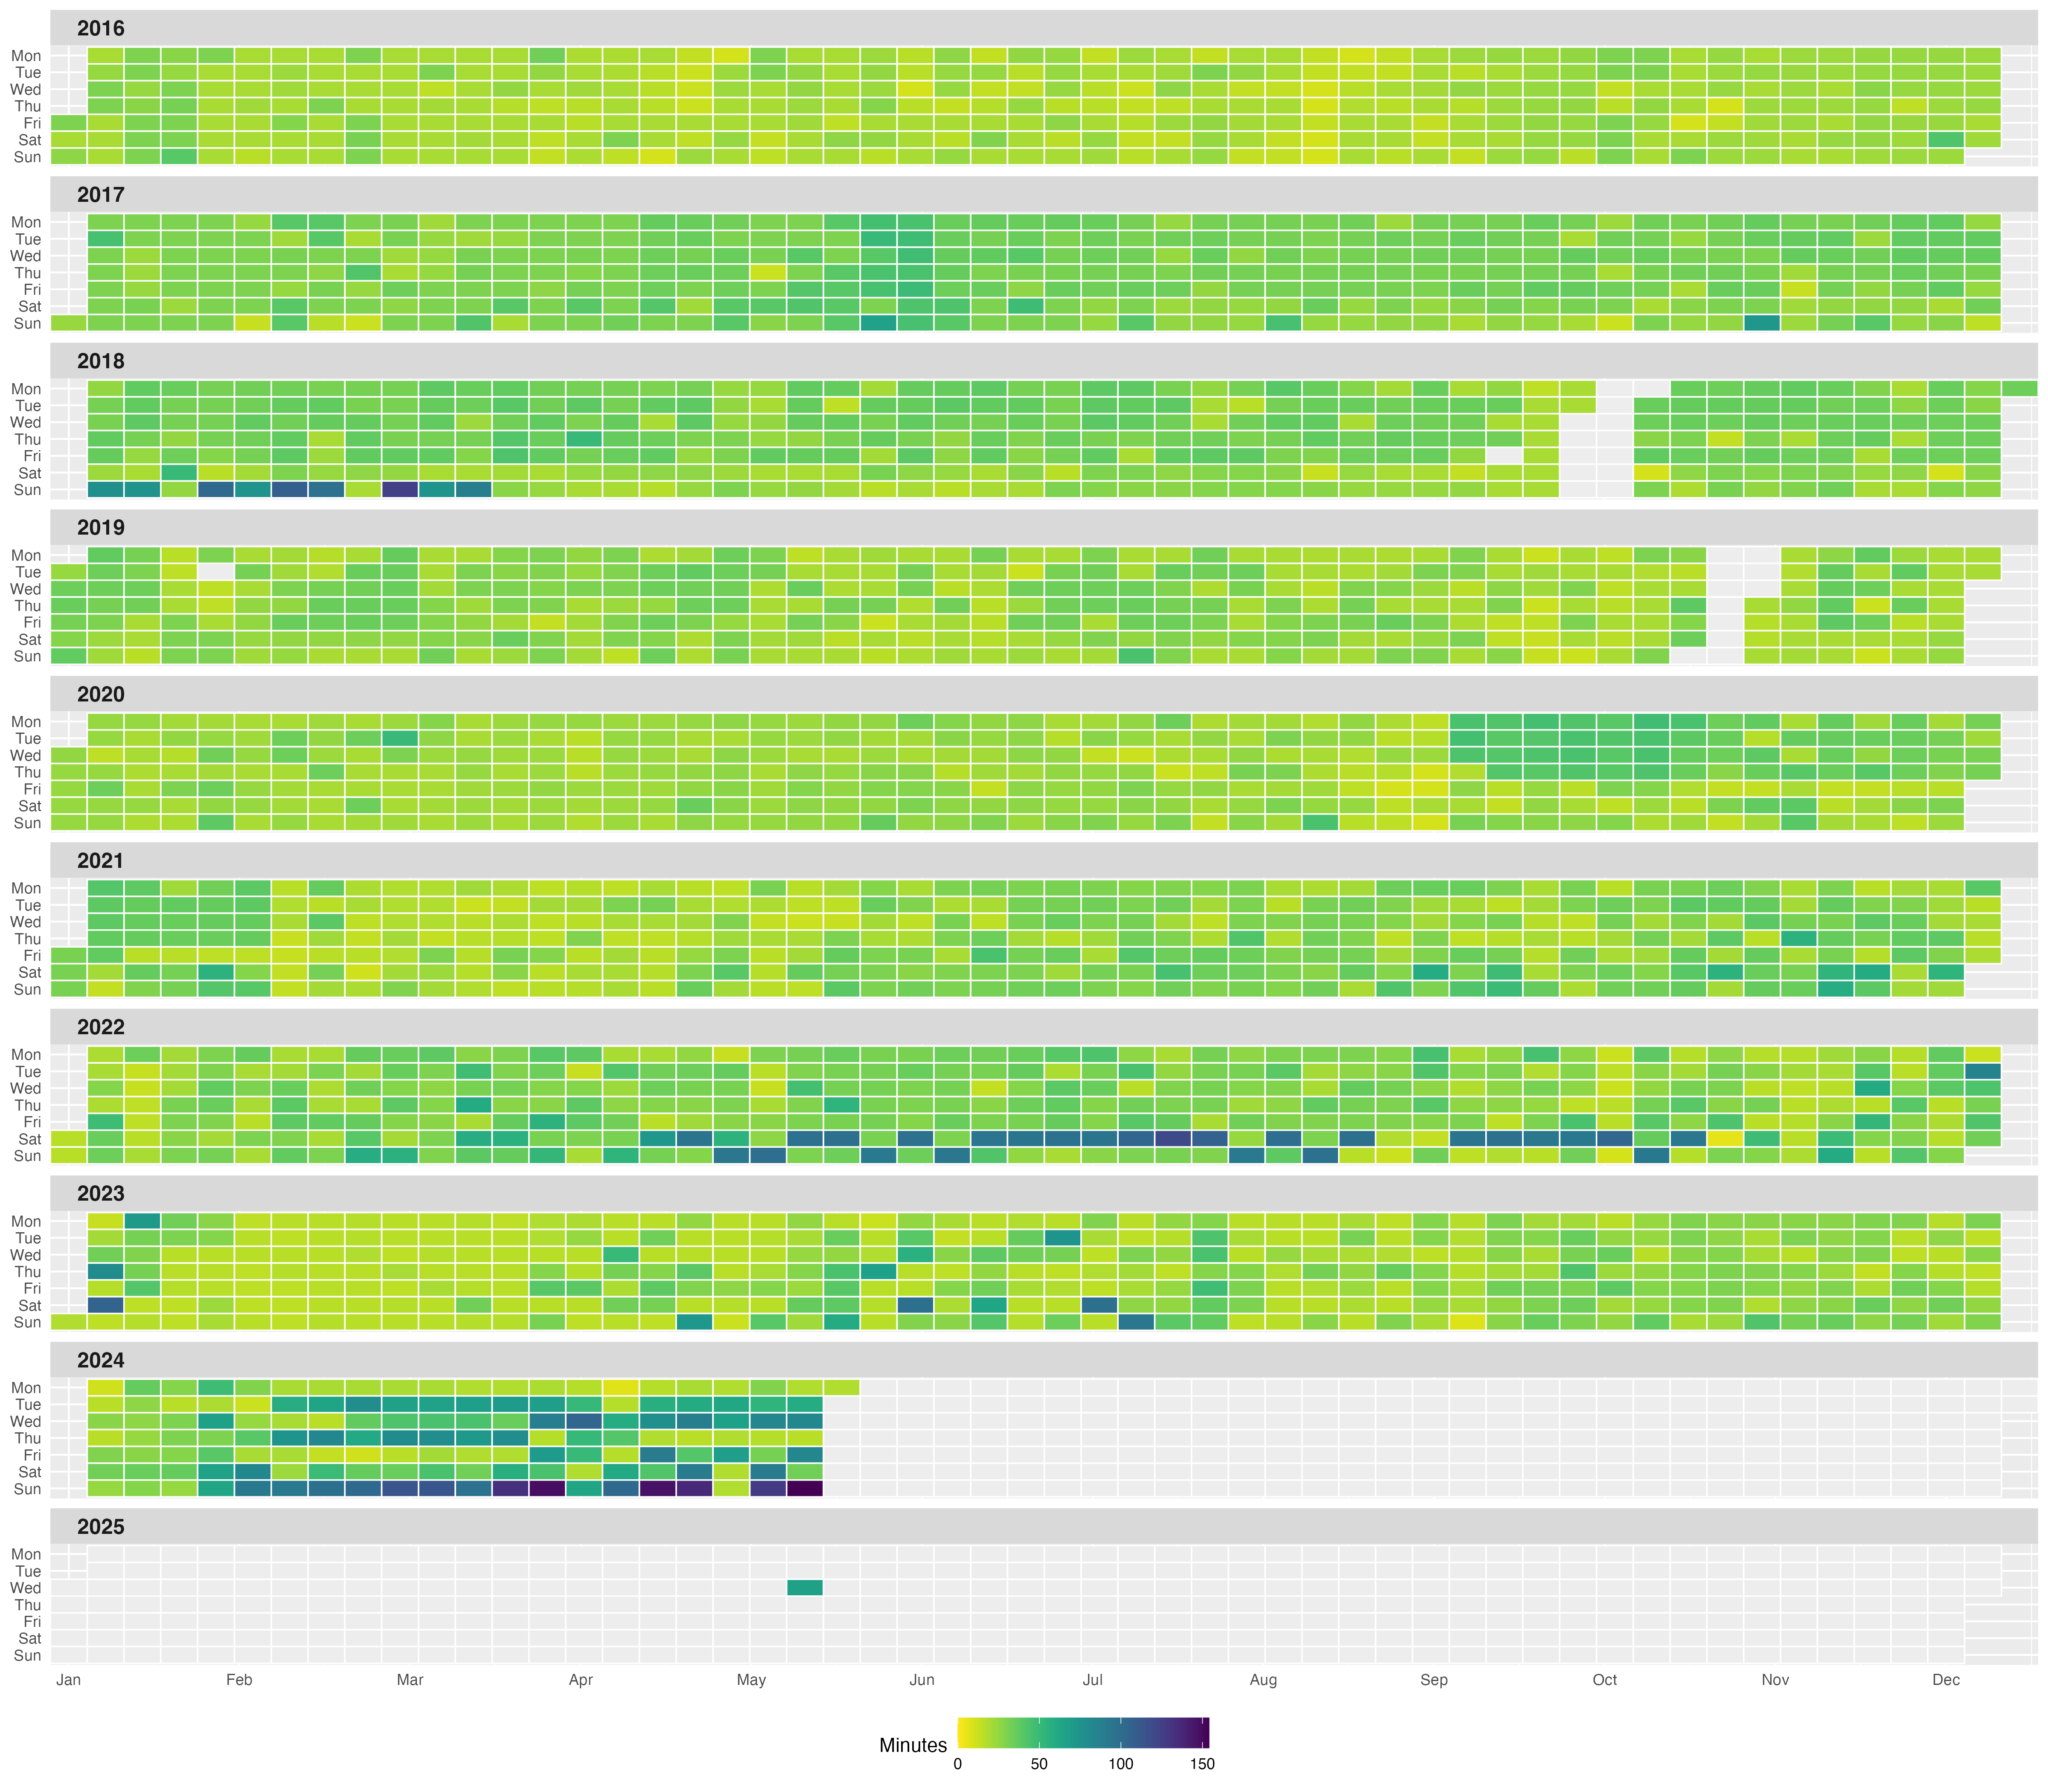 2016
Mon
Tue
Wed
Thu
Fri
Sat
Sun
2017
Mon
Tue
Wed
Thu
Fri
Sat
Sun
2018
Mon
Tue
Wed
Thu
Fri
Sat
Sun
2019
Mon
Tue
Wed
Thu
Fri
Sat
Sun
2020
Mon
Tue
Wed
Thu
Fri
Sat
Sun
2021
Mon
Tue
Wed
Thu
Fri
Sat
Sun
2022
Mon
Tue
Wed
Thu
Fri
Sat
Sun
2023
Mon
Tue
Wed
Thu
Fri
Sat
Sun
2024
Mon
Tue
Wed
Thu
Fri
Sat
Sun
2025
Mon
Tue
Wed
Thu
Fri
Sat
Sun
Jan Feb Mar Apr May Jun Jul Aug Sep Oct Nov Dec
Minutes
0 50 100 150